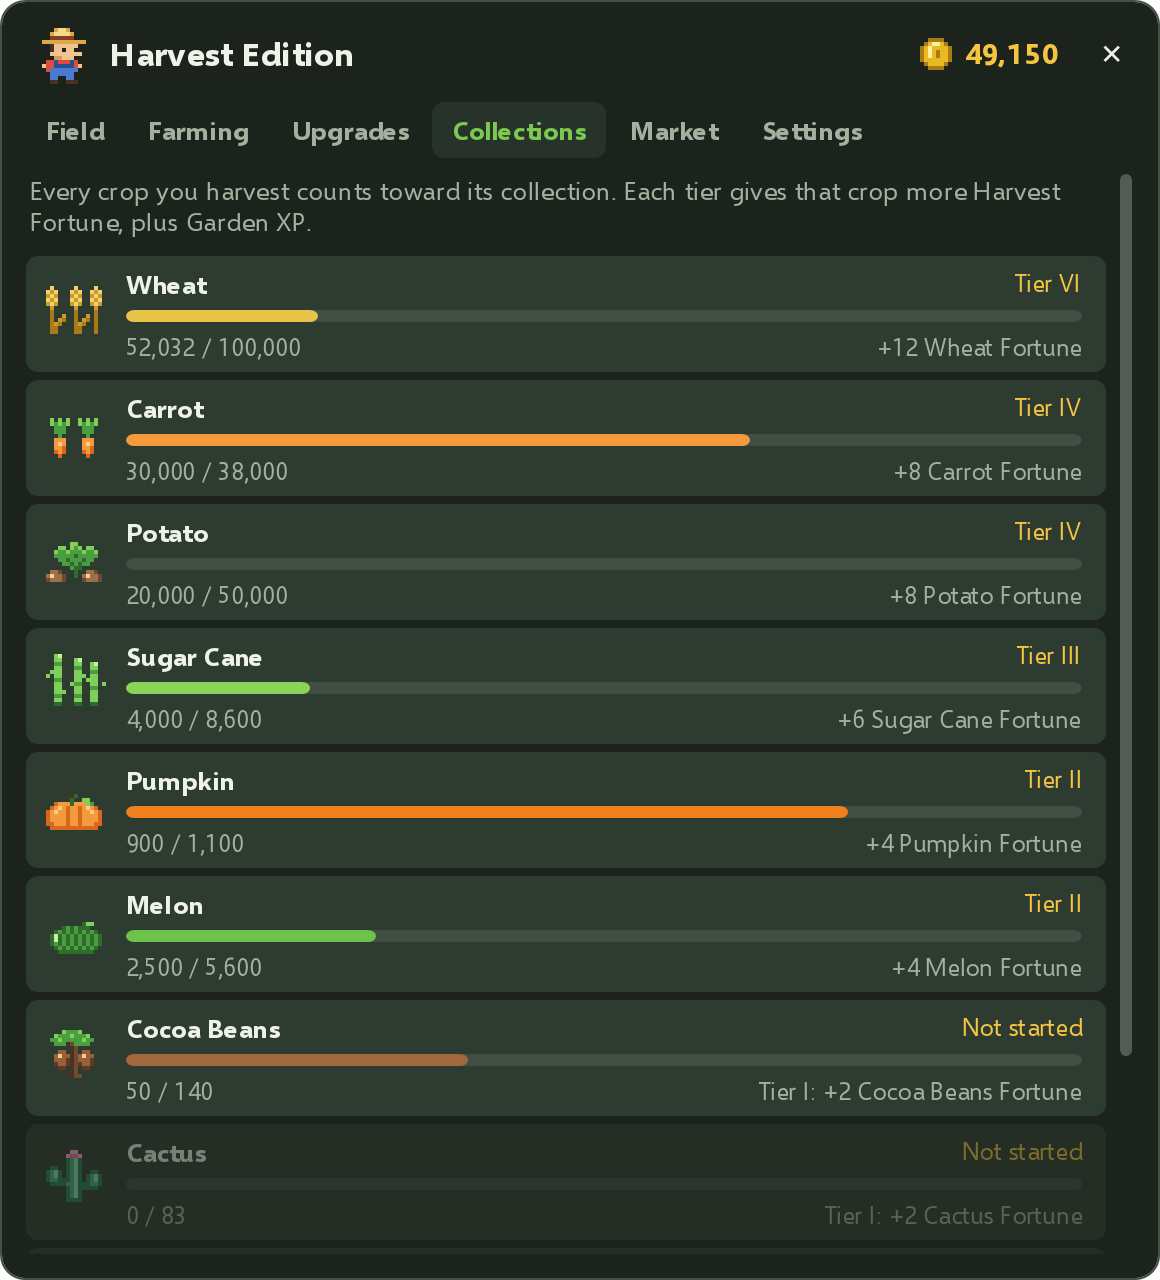 Harvest Edition
49,150
Field Farming Upgrades Collections Market Settings
Every crop you harvest counts toward its collection. Each tier gives that crop more Harvest
Fortune, plus Garden XP.
Wheat
Tier VI
52,032 / 100,000
+12 Wheat Fortune
Carrot
Tier IV
30,000 / 38,000
+8 Carrot Fortune
Potato
Tier IV
20,000 / 50,000
+8 Potato Fortune
Sugar Cane
Tier III
4,000 / 8,600
+6 Sugar Cane Fortune
Pumpkin
Tier II
900 / 1,100
+4 Pumpkin Fortune
Melon
Tier II
2,500 / 5,600
+4 Melon Fortune
Cocoa Beans
Not started
50 / 140
Tier I: +2 Cocoa Beans Fortune
Cactus
Not started
0 / 83
Tier I: +2 Cactus Fortune